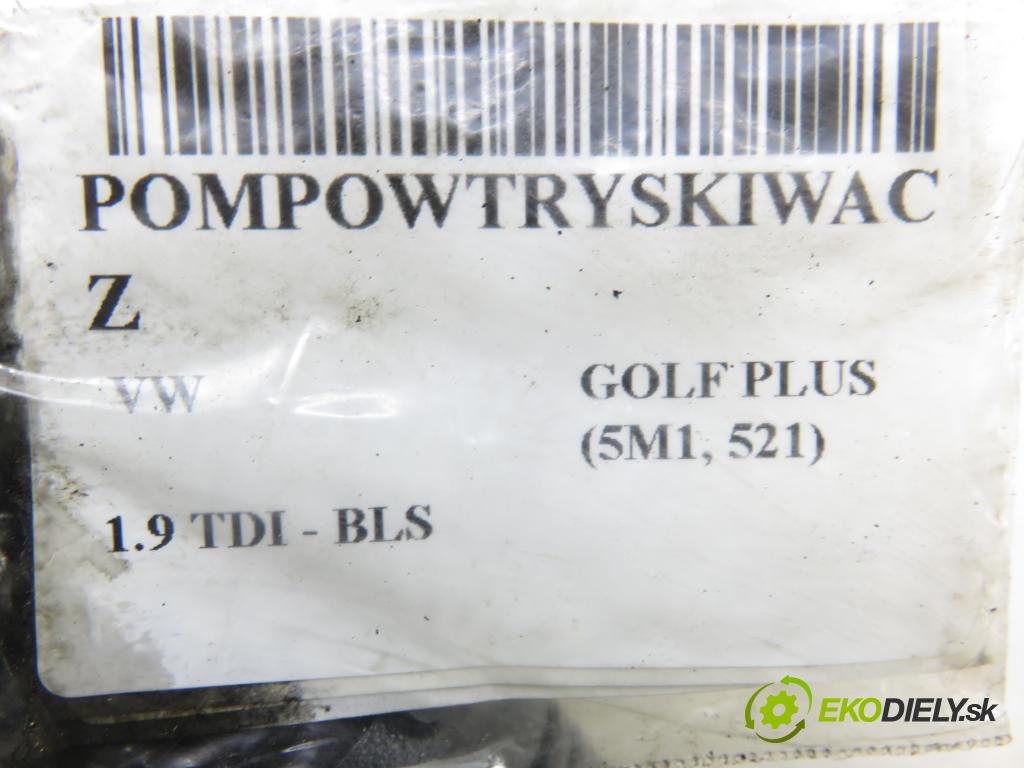 POMPOWTRYSKIWAC
Z
VW
GOLF PLUS
(5M1, 521)
1.9 TDI - BLS
EKODIELY.sk